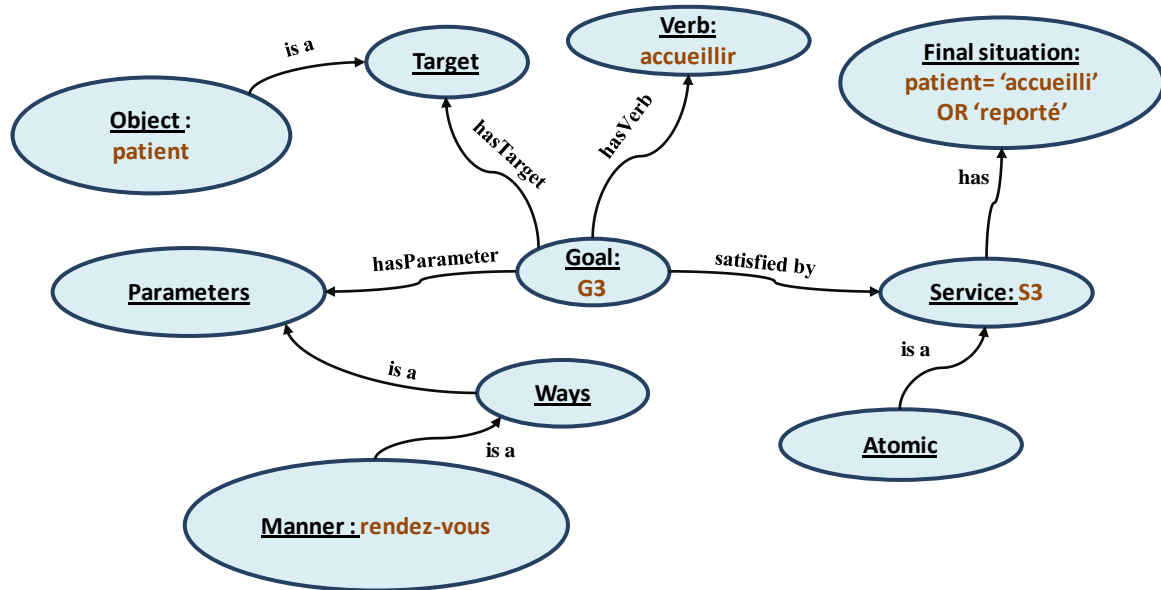 is a
Target
Verb:
accueillir
Final situation:
patient= ‘accueilli’
OR ‘reporté’
Object :
patient
hasTarget
hasVerb
has
hasParameter
Goal:
G3
satisfied by
Parameters
Service: S3
is a
is a
Ways
is a
Atomic
Manner : rendez-vous